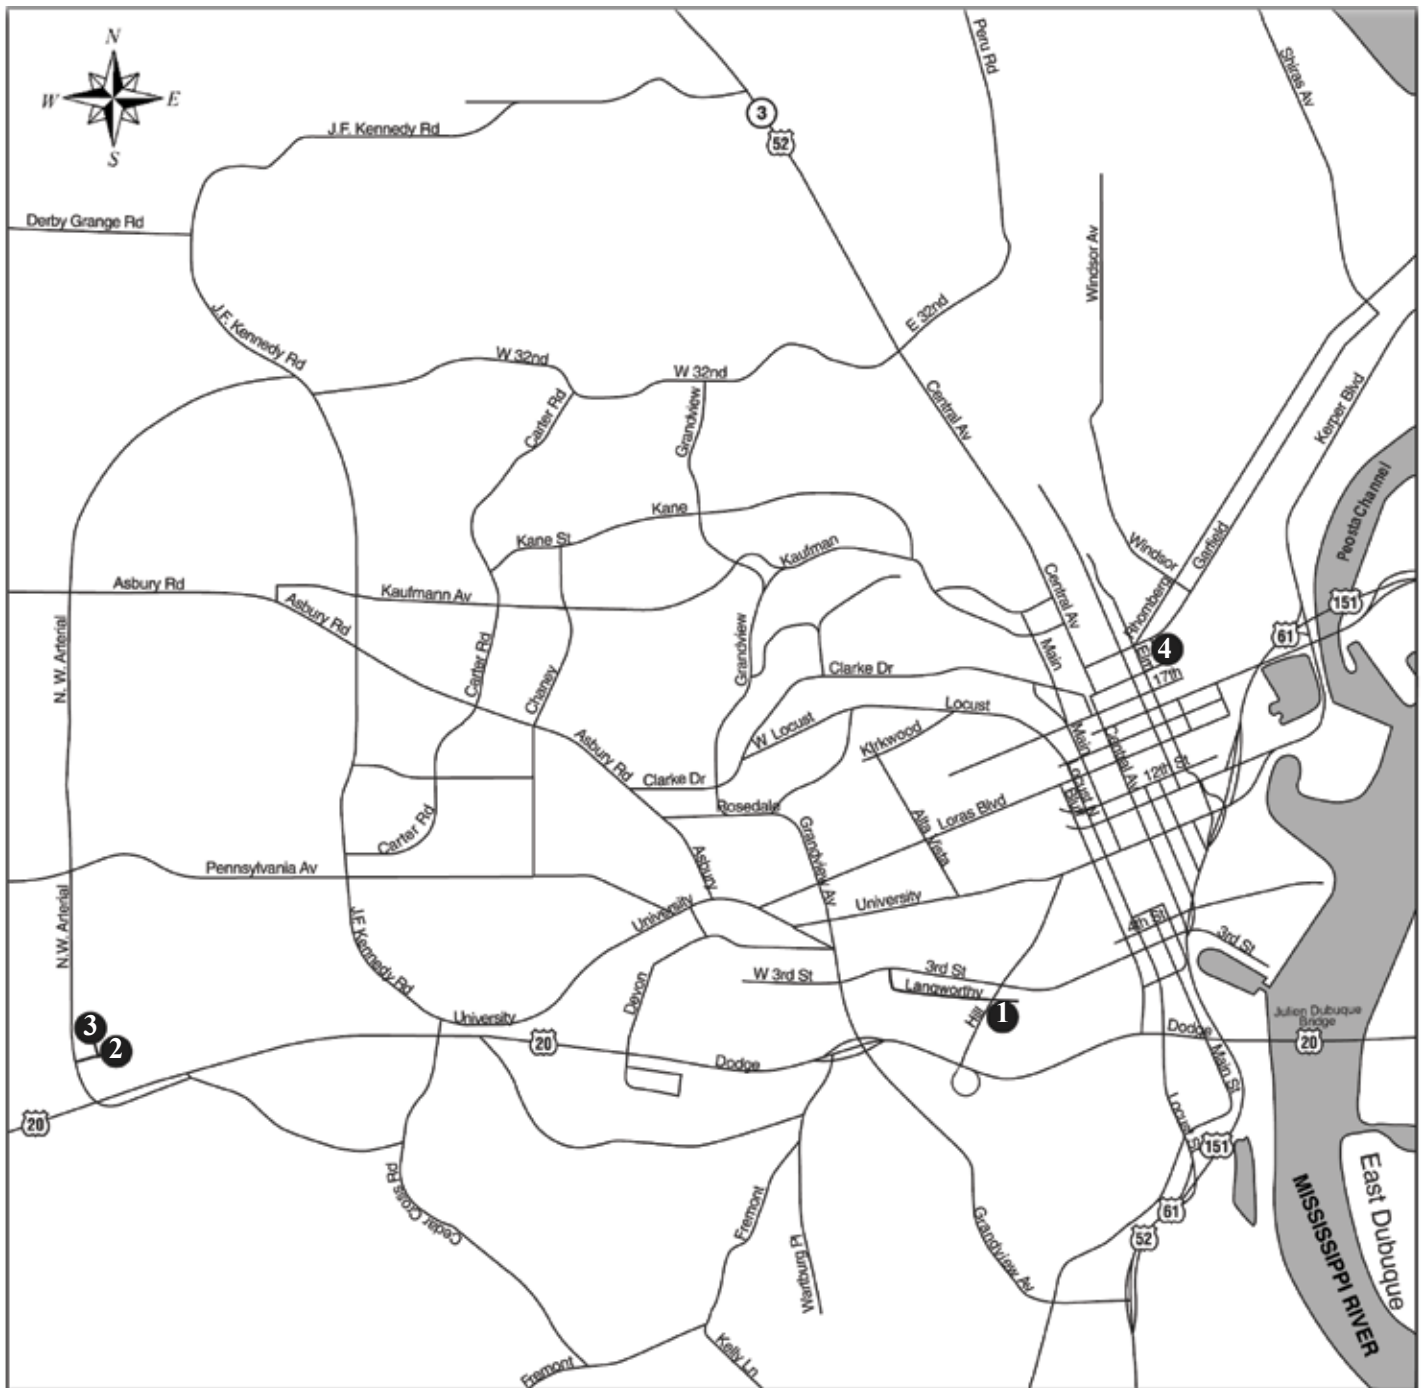 N
W E
S
3
52
Peru Rd
Shiras Av
J.F. Kennedy Rd
Derby Grange Rd
Windsor Av
J.F. Kennedy Rd
E 32nd
W 32nd
W 32nd
Carter Rd
Grandview
Central Av
Kerper Blvd
Peosta Channel
Kane
Kane St
Kaufman
Windsor
Garfield
Asbury Rd
Kaufmann Av
Asbury Rd
Central Av
Rhomberg
151
61
N. W. Arterial
Carter Rd
Chaney
Grandview
Main
4
Elm
17th
Clarke Dr
Locust
W Locust
Kirkwood
Asbury Rd
Clarke Dr
Main
Central Av
12th St
Locust
Blvd
Rosedale
Loras Blvd
Alta Vista
Carter Rd
Grandview Av
Pennsylvania Av
Asbury
University
University
N.W. Arterial
J.F Kennedy Rd
4th St
3rd St
W 3rd St
3rd St
Langworthy
Devon
Hill
1
University
3
2
20
Dodge
Dodge
Julien Dubuque
Bridge
20
Main St
20
Locust St
151
Cedar Cross Rd
Fremont
Wartburg Pl
Grandview Av
61
52
MISSISSIPPI RIVER
East Dubuque
Fremont
Kelly Ln